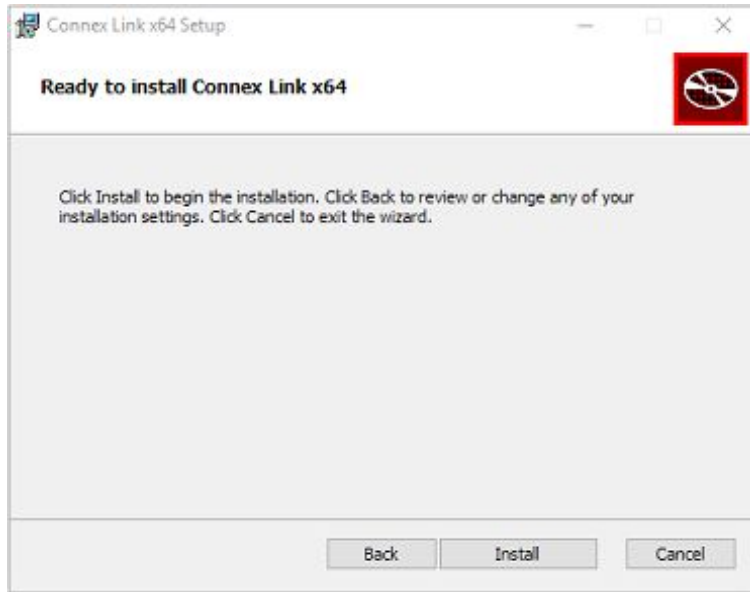 Connex Link x64 Setup
Ready to install Connex Link x64
Click Install to begin the installation. Click Back to review or change any of your
installation settings. Click Cancel to exit the wizard.
Back Install Cancel